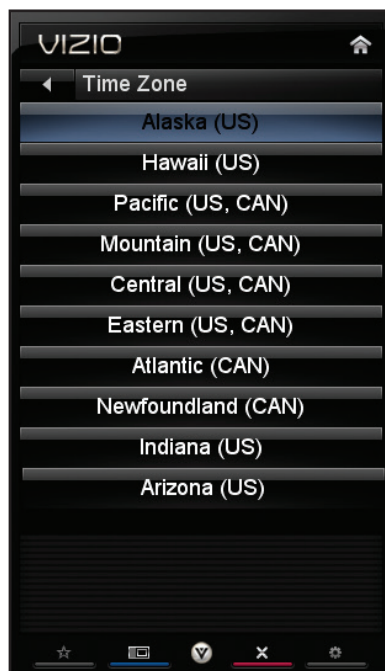 VIZIO
Time Zone
Alaska (US)
Hawaii (US)
Pacific (US, CAN)
Mountain (US, CAN)
Central (US, CAN)
Eastern (US, CAN)
Atlantic (CAN)
Newfoundland (CAN)
Indiana (US)
Arizona (US)
V